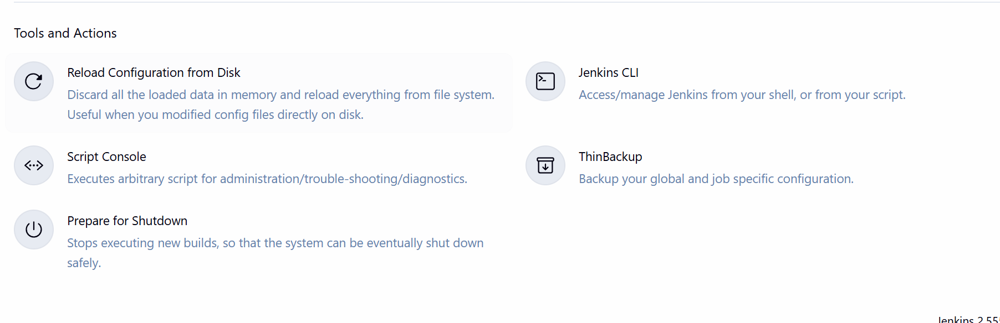 Tools and Actions
Reload Configuration from Disk
Discard all the loaded data in memory and reload everything from file system.
Useful when you modified config files directly on disk.
Jenkins CLI
Access/manage Jenkins from your shell, or from your script.
Script Console
Executes arbitrary script for administration/trouble-shooting/diagnostics.
ThinBackup
Backup your global and job specific configuration.
Prepare for Shutdown
Stops executing new builds, so that the system can be eventually shut down
safely.
Jenkins